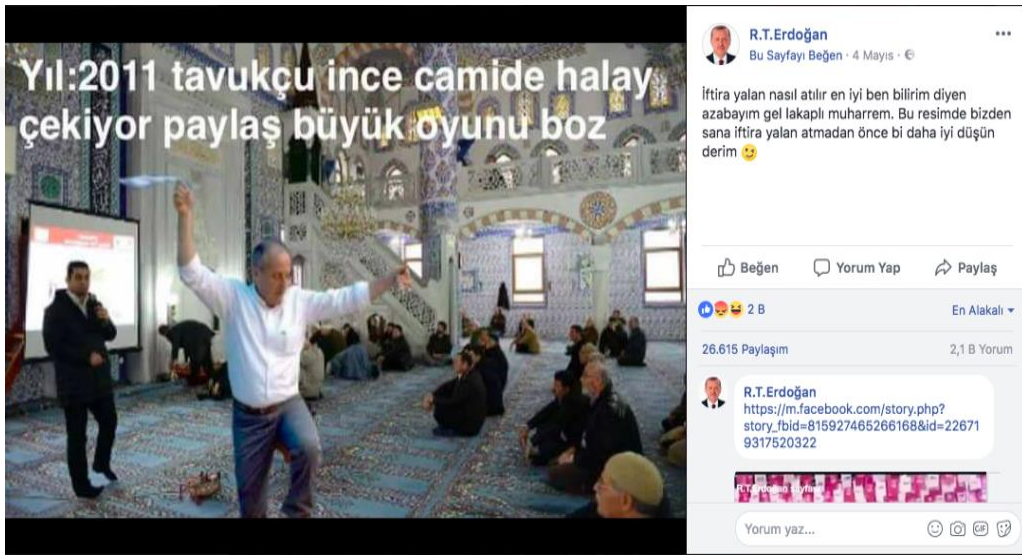 Yıl:2011 tavukçu ince camide halay
çekiyor paylaş büyük oyunu boz
R.T.Erdoğan
Bu Sayfayı Beğen · 4 Mayıs ·
İftira yalan nasıl atılır en iyi ben bilirim diyen
azabayım gel lakaplı muharrem. Bu resimde bizden
sana iftira yalan atmadan önce bi daha iyi düşün
derim
Beğen Yorum Yap Paylaş
2 B En Alakalı
26.615 Paylaşım 2,1 B Yorum
R.T.Erdoğan
https://m.facebook.com/story.php?
story_fbid=815927465266168&id=22671
9317520322
R.T.Erdoğan sayfası
Yorum yaz...
GIF